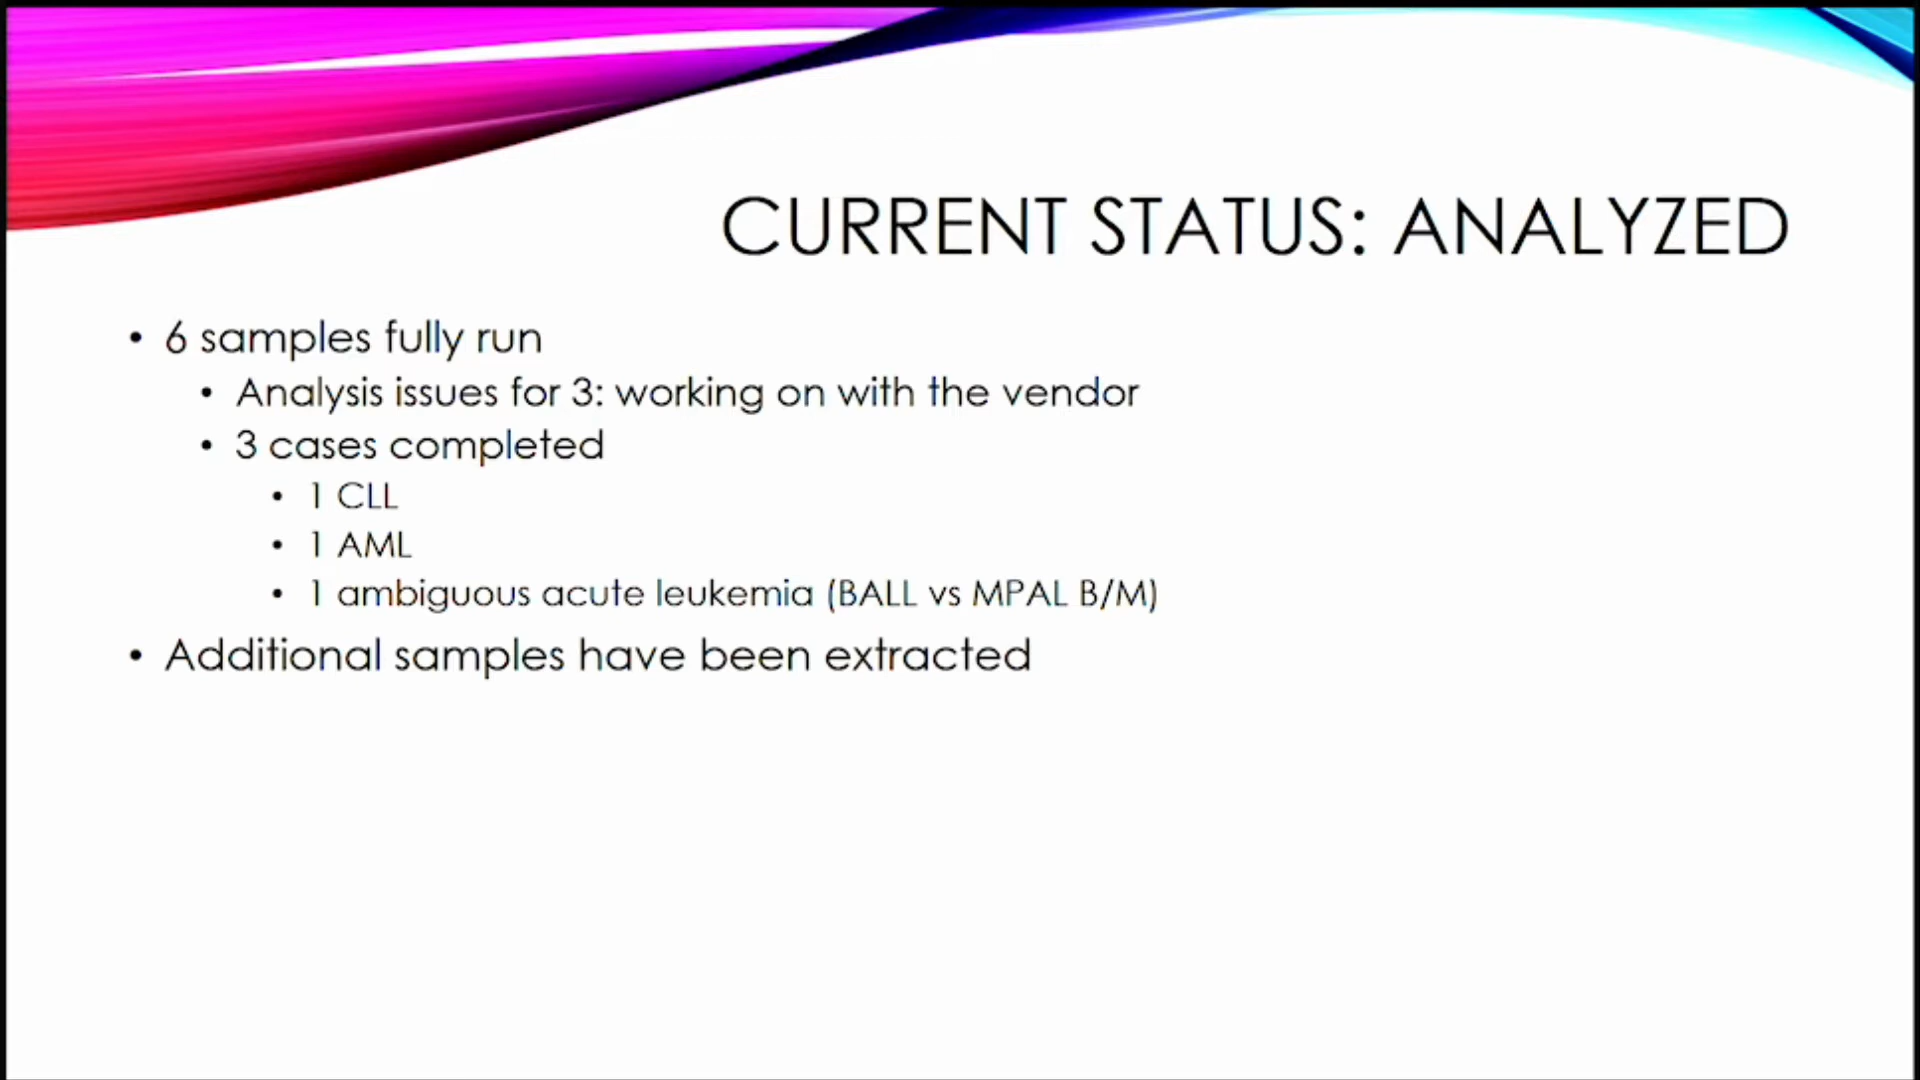 CURRENT STATUS: ANALYZED
• 6 samples fully run
• Analysis issues for 3: working on with the vendor
• 3 cases completed
• 1 CLL
• 1 AML
• 1 ambiguous acute leukemia (BALL vs MPAL B/M)
• Additional samples have been extracted